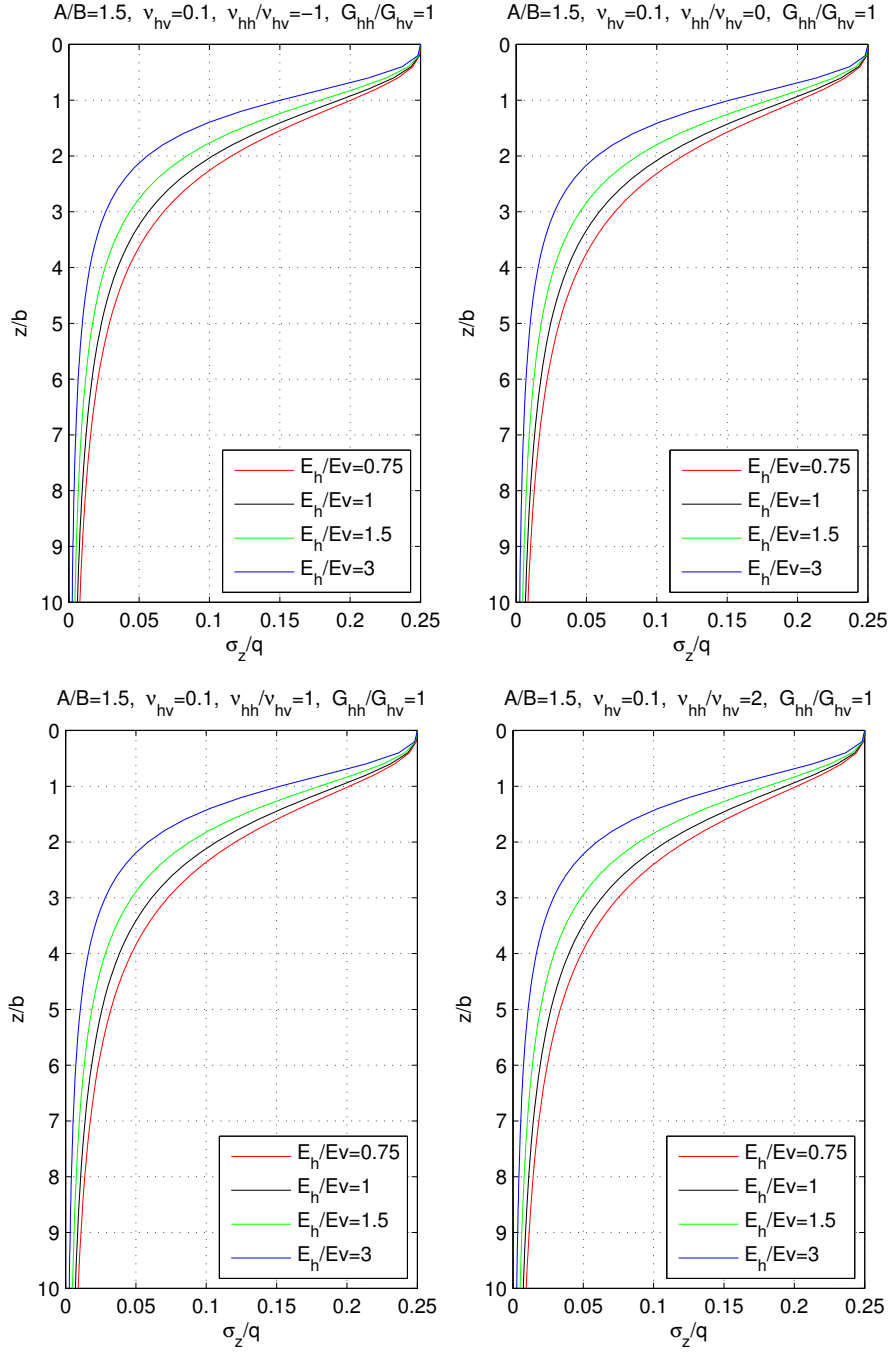 A/B=1.5, ν_hv=0.1, ν_hh/ν_hv=−1, G_hh/G_hv=1
0
1
2
3
4
5
6
7
8
9
10
z/b
E_h/Ev=0.75
E_h/Ev=1
E_h/Ev=1.5
E_h/Ev=3
0 0.05 0.1 0.15 0.2 0.25
σ_z/q
A/B=1.5, ν_hv=0.1, ν_hh/ν_hv=0, G_hh/G_hv=1
0
1
2
3
4
5
6
7
8
9
10
z/b
E_h/Ev=0.75
E_h/Ev=1
E_h/Ev=1.5
E_h/Ev=3
0 0.05 0.1 0.15 0.2 0.25
σ_z/q
A/B=1.5, ν_hv=0.1, ν_hh/ν_hv=1, G_hh/G_hv=1
0
1
2
3
4
5
6
7
8
9
10
z/b
E_h/Ev=0.75
E_h/Ev=1
E_h/Ev=1.5
E_h/Ev=3
0 0.05 0.1 0.15 0.2 0.25
σ_z/q
A/B=1.5, ν_hv=0.1, ν_hh/ν_hv=2, G_hh/G_hv=1
0
1
2
3
4
5
6
7
8
9
10
z/b
E_h/Ev=0.75
E_h/Ev=1
E_h/Ev=1.5
E_h/Ev=3
0 0.05 0.1 0.15 0.2 0.25
σ_z/q